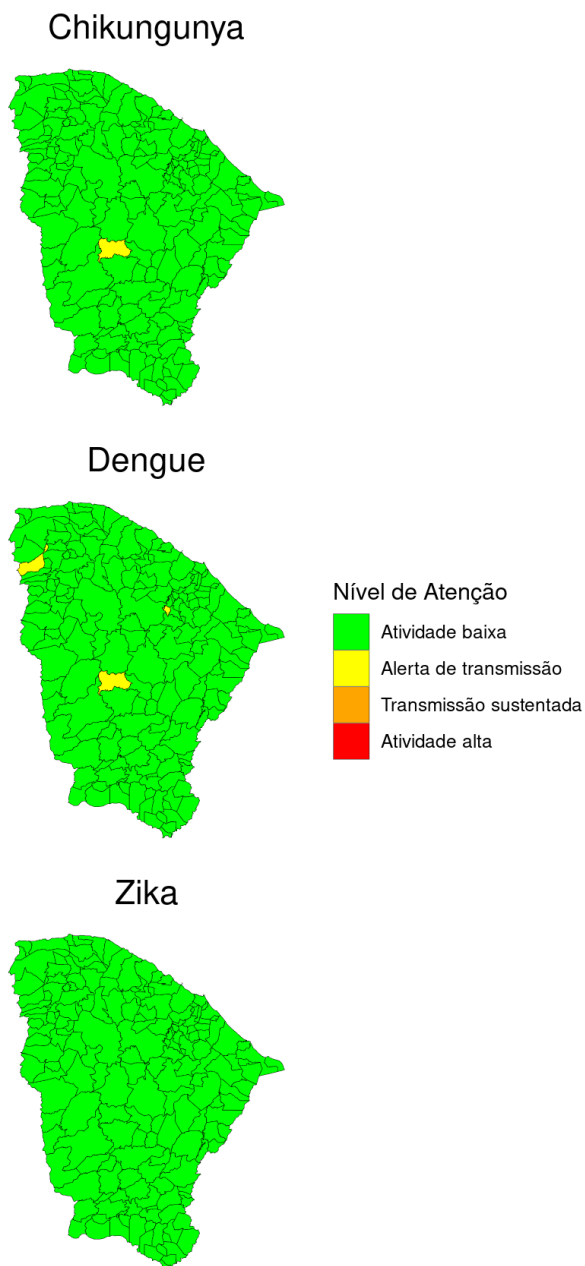 Chikungunya
Dengue
Nível de Atenção
Atividade baixa
Alerta de transmissão
Transmissão sustentada
Atividade alta
Zika